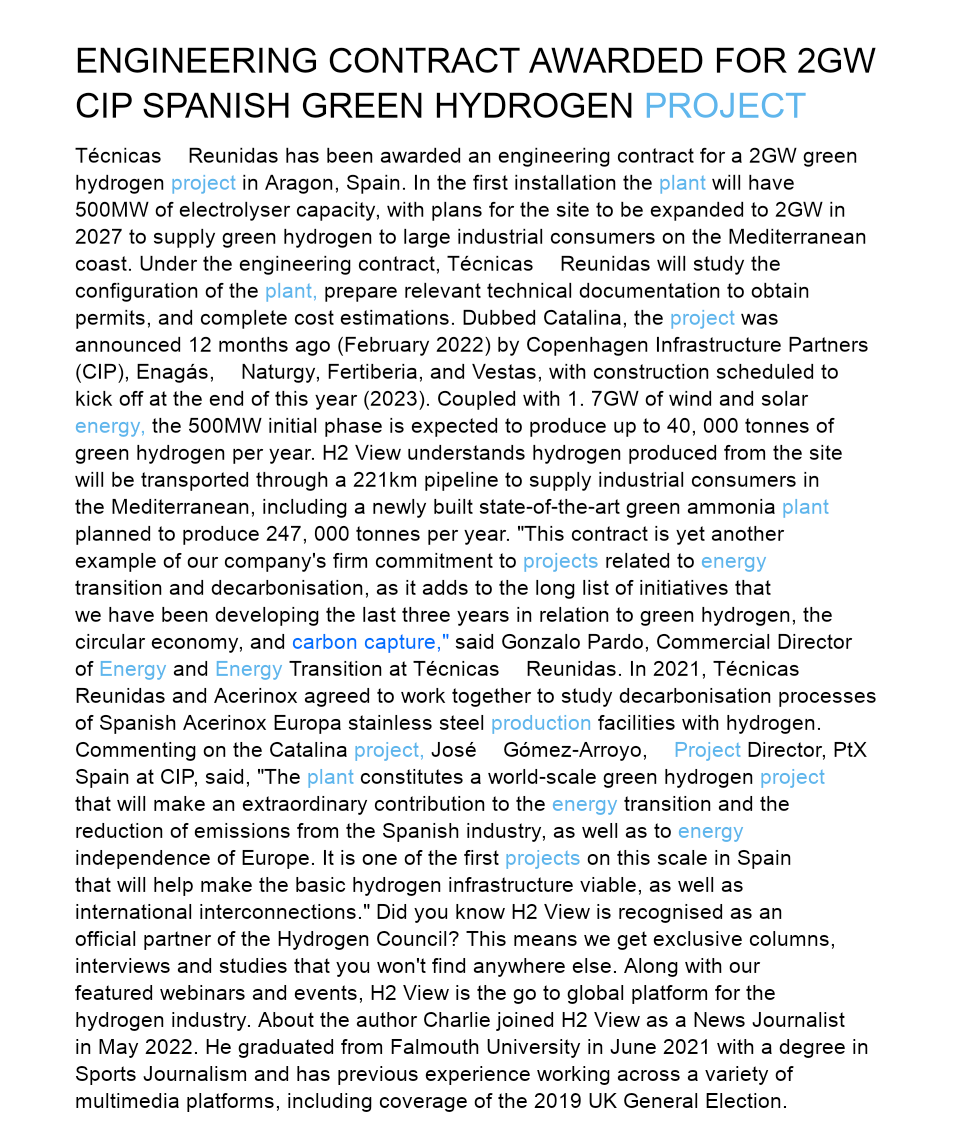 ENGINEERING CONTRACT AWARDED FOR 2GW
CIP SPANISH GREEN HYDROGEN PROJECT
Técnicas Reunidas has been awarded an engineering contract for a 2GW green
hydrogen project in Aragon, Spain. In the first installation the plant will have
500MW of electrolyser capacity, with plans for the site to be expanded to 2GW in
2027 to supply green hydrogen to large industrial consumers on the Mediterranean
coast. Under the engineering contract, Técnicas Reunidas will study the
configuration of the plant, prepare relevant technical documentation to obtain
permits, and complete cost estimations. Dubbed Catalina, the project was
announced 12 months ago (February 2022) by Copenhagen Infrastructure Partners
(CIP), Enagás, Naturgy, Fertiberia, and Vestas, with construction scheduled to
kick off at the end of this year (2023). Coupled with 1. 7GW of wind and solar
energy, the 500MW initial phase is expected to produce up to 40, 000 tonnes of
green hydrogen per year. H2 View understands hydrogen produced from the site
will be transported through a 221km pipeline to supply industrial consumers in
the Mediterranean, including a newly built state-of-the-art green ammonia plant
planned to produce 247, 000 tonnes per year. "This contract is yet another
example of our company's firm commitment to projects related to energy
transition and decarbonisation, as it adds to the long list of initiatives that
we have been developing the last three years in relation to green hydrogen, the
circular economy, and carbon capture," said Gonzalo Pardo, Commercial Director
of Energy and Energy Transition at Técnicas Reunidas. In 2021, Técnicas
Reunidas and Acerinox agreed to work together to study decarbonisation processes
of Spanish Acerinox Europa stainless steel production facilities with hydrogen.
Commenting on the Catalina project, José Gómez-Arroyo, Project Director, PtX
Spain at CIP, said, "The plant constitutes a world-scale green hydrogen project
that will make an extraordinary contribution to the energy transition and the
reduction of emissions from the Spanish industry, as well as to energy
independence of Europe. It is one of the first projects on this scale in Spain
that will help make the basic hydrogen infrastructure viable, as well as
international interconnections." Did you know H2 View is recognised as an
official partner of the Hydrogen Council? This means we get exclusive columns,
interviews and studies that you won't find anywhere else. Along with our
featured webinars and events, H2 View is the go to global platform for the
hydrogen industry. About the author Charlie joined H2 View as a News Journalist
in May 2022. He graduated from Falmouth University in June 2021 with a degree in
Sports Journalism and has previous experience working across a variety of
multimedia platforms, including coverage of the 2019 UK General Election.